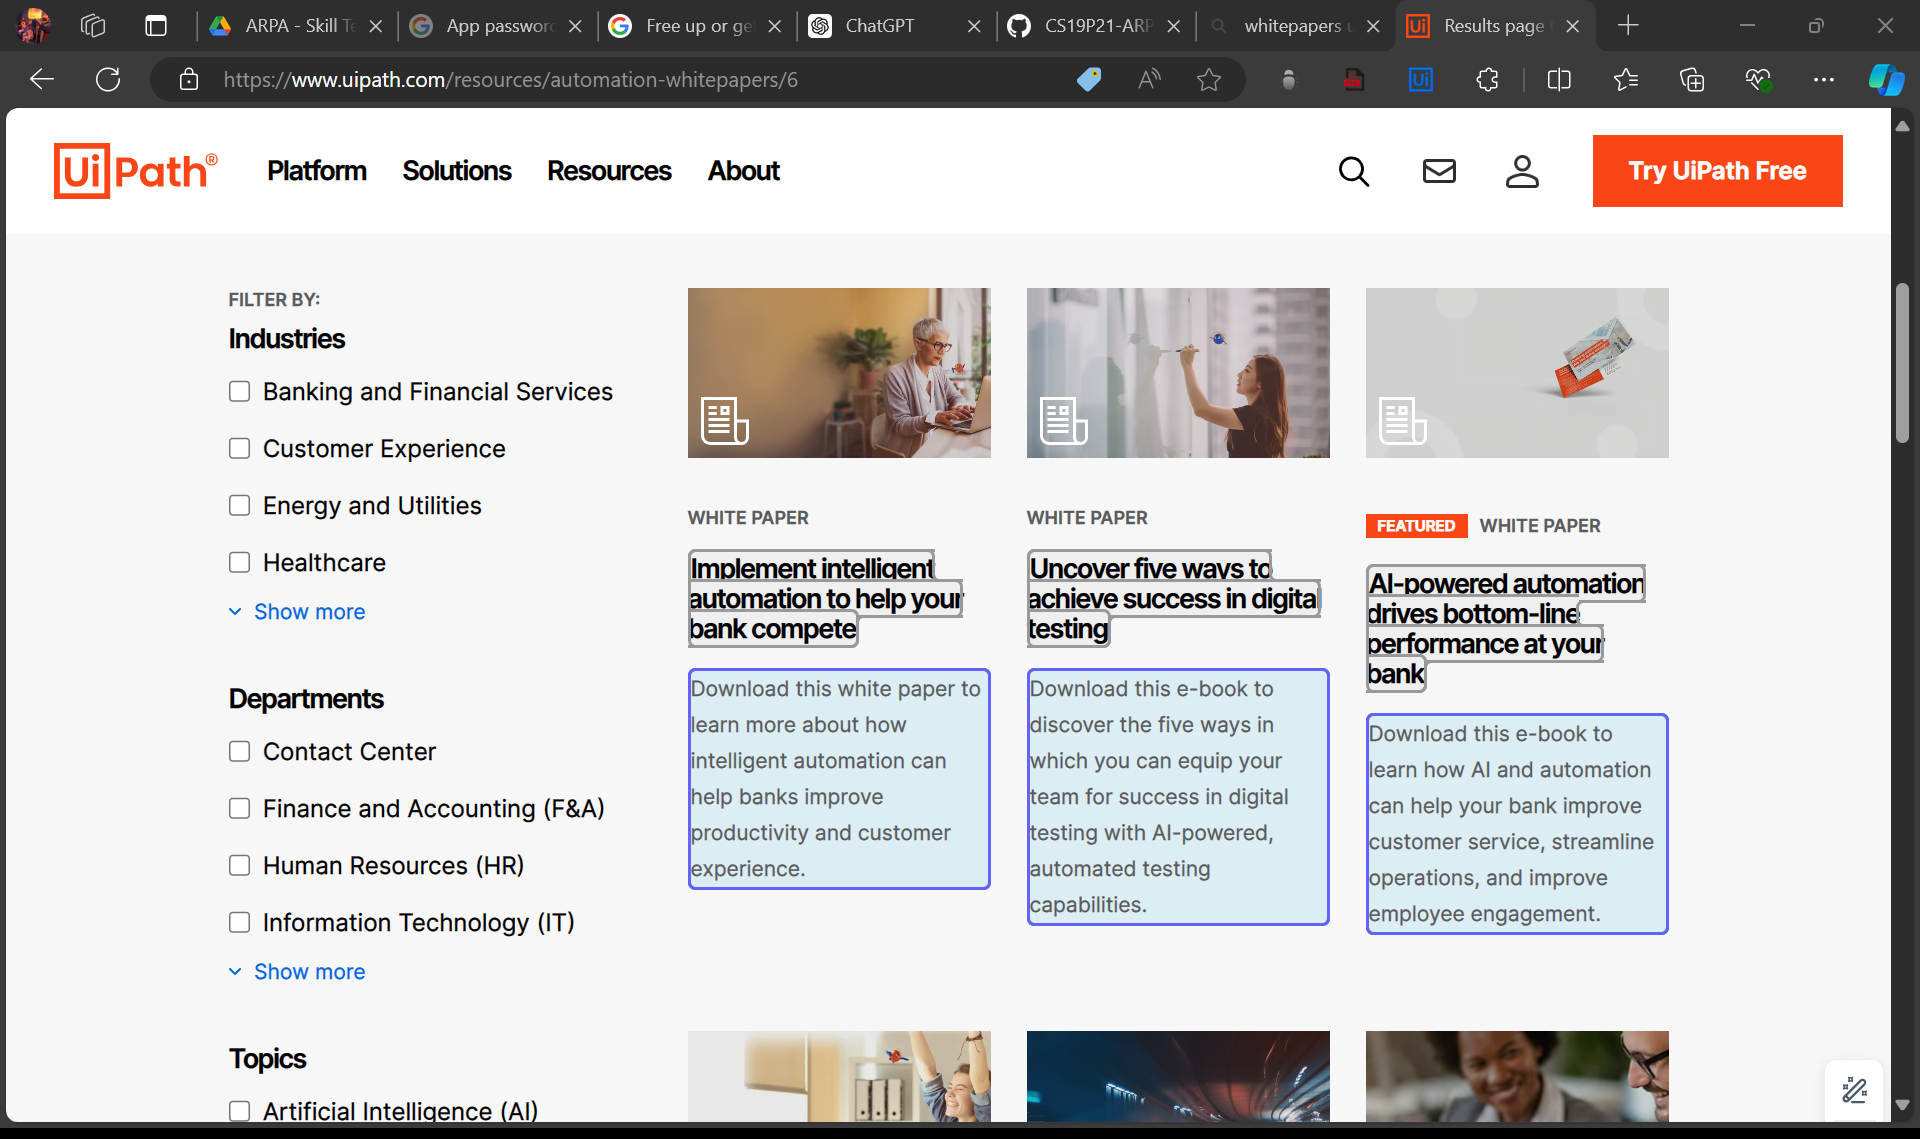 ARPA - Skill Te
App passwor
Free up or ge
ChatGPT
CS19P21-ARP
whitepapers u
Results page
https://www.uipath.com/resources/automation-whitepapers/6
Ui Path®
Platform
Solutions
Resources
About
Try UiPath Free
FILTER BY:
Industries
Banking and Financial Services
Customer Experience
Energy and Utilities
Healthcare
Show more
Departments
Contact Center
Finance and Accounting (F&A)
Human Resources (HR)
Information Technology (IT)
Show more
Topics
Artificial Intelligence (AI)
WHITE PAPER
Implement intelligent
automation to help your
bank compete
Download this white paper to
learn more about how
intelligent automation can
help banks improve
productivity and customer
experience.
WHITE PAPER
Uncover five ways to
achieve success in digital
testing
Download this e-book to
discover the five ways in
which you can equip your
team for success in digital
testing with AI-powered,
automated testing
capabilities.
FEATURED WHITE PAPER
AI-powered automation
drives bottom-line
performance at your
bank
Download this e-book to
learn how AI and automation
can help your bank improve
customer service, streamline
operations, and improve
employee engagement.